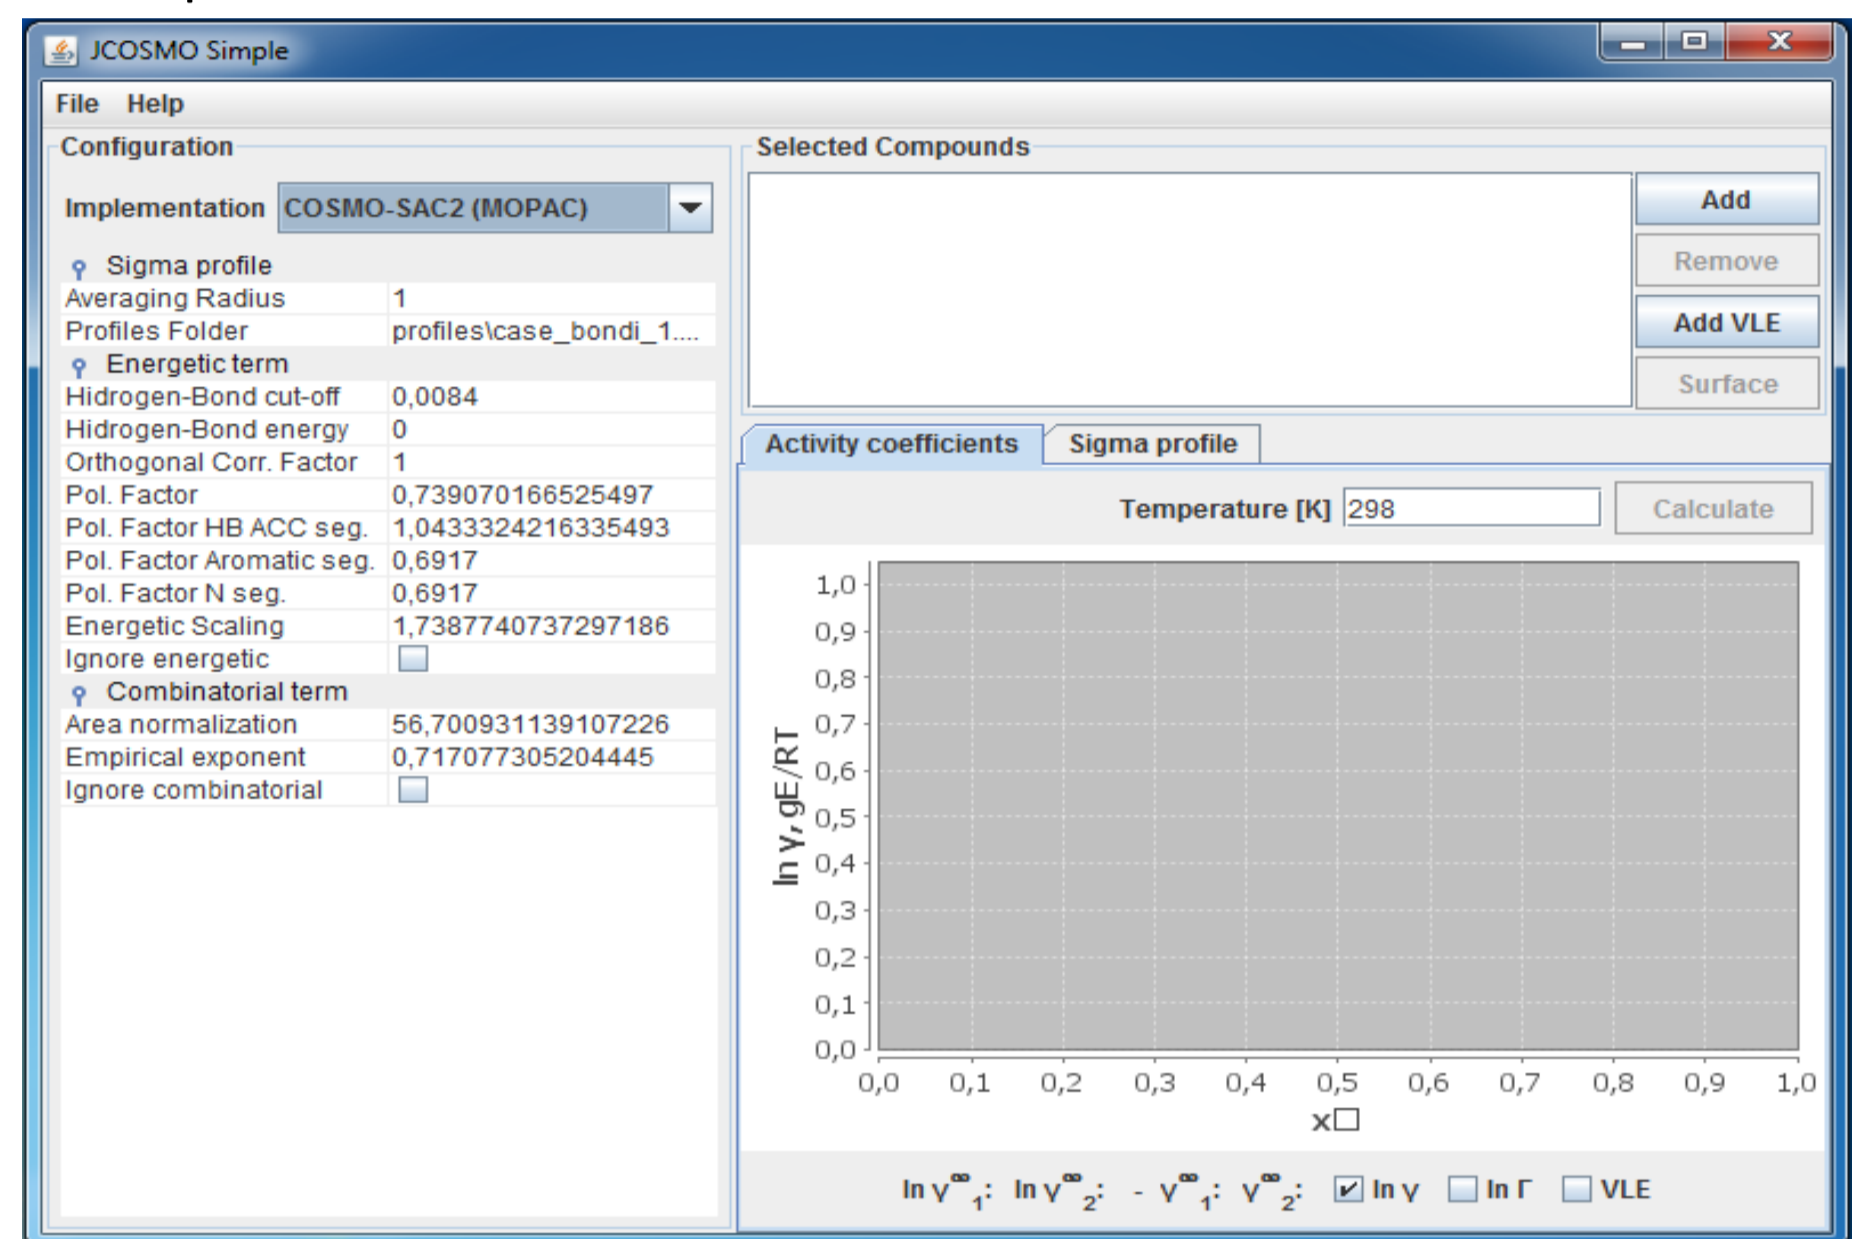 JCOSMO Simple
File Help
Configuration
Implementation COSMO-SAC2 (MOPAC)
Sigma profile
Averaging Radius 1
Profiles Folder profiles\case_bondi_1....
Energetic term
Hidrogen-Bond cut-off 0,0084
Hidrogen-Bond energy 0
Orthogonal Corr. Factor 1
Pol. Factor 0,739070166525497
Pol. Factor HB ACC seg. 1,0433324216335493
Pol. Factor Aromatic seg. 0,6917
Pol. Factor N seg. 0,6917
Energetic Scaling 1,7387740737297186
Ignore energetic
Combinatorial term
Area normalization 56,700931139107226
Empirical exponent 0,717077305204445
Ignore combinatorial
Selected Compounds
Add
Remove
Add VLE
Surface
Activity coefficients Sigma profile
Temperature [K] 298 Calculate
ln γ, gE/RT
1,0
0,9
0,8
0,7
0,6
0,5
0,4
0,3
0,2
0,1
0,0
0,0 0,1 0,2 0,3 0,4 0,5 0,6 0,7 0,8 0,9 1,0
x□
ln γ∞1: ln γ∞2: - γ∞1: γ∞2: ln γ ln Γ VLE